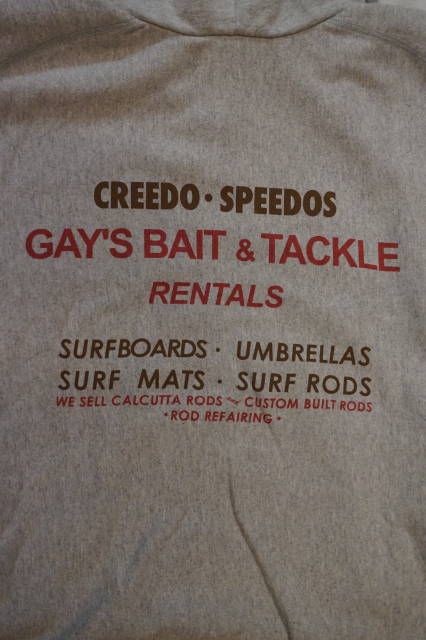 CREEDO · SPEEDOS
GAY'S BAIT & TACKLE
RENTALS
SURFBOARDS · UMBRELLAS
SURF MATS · SURF RODS
WE SELL CALCUTTA RODS ~ CUSTOM BUILT RODS
· ROD REFAIRING ·